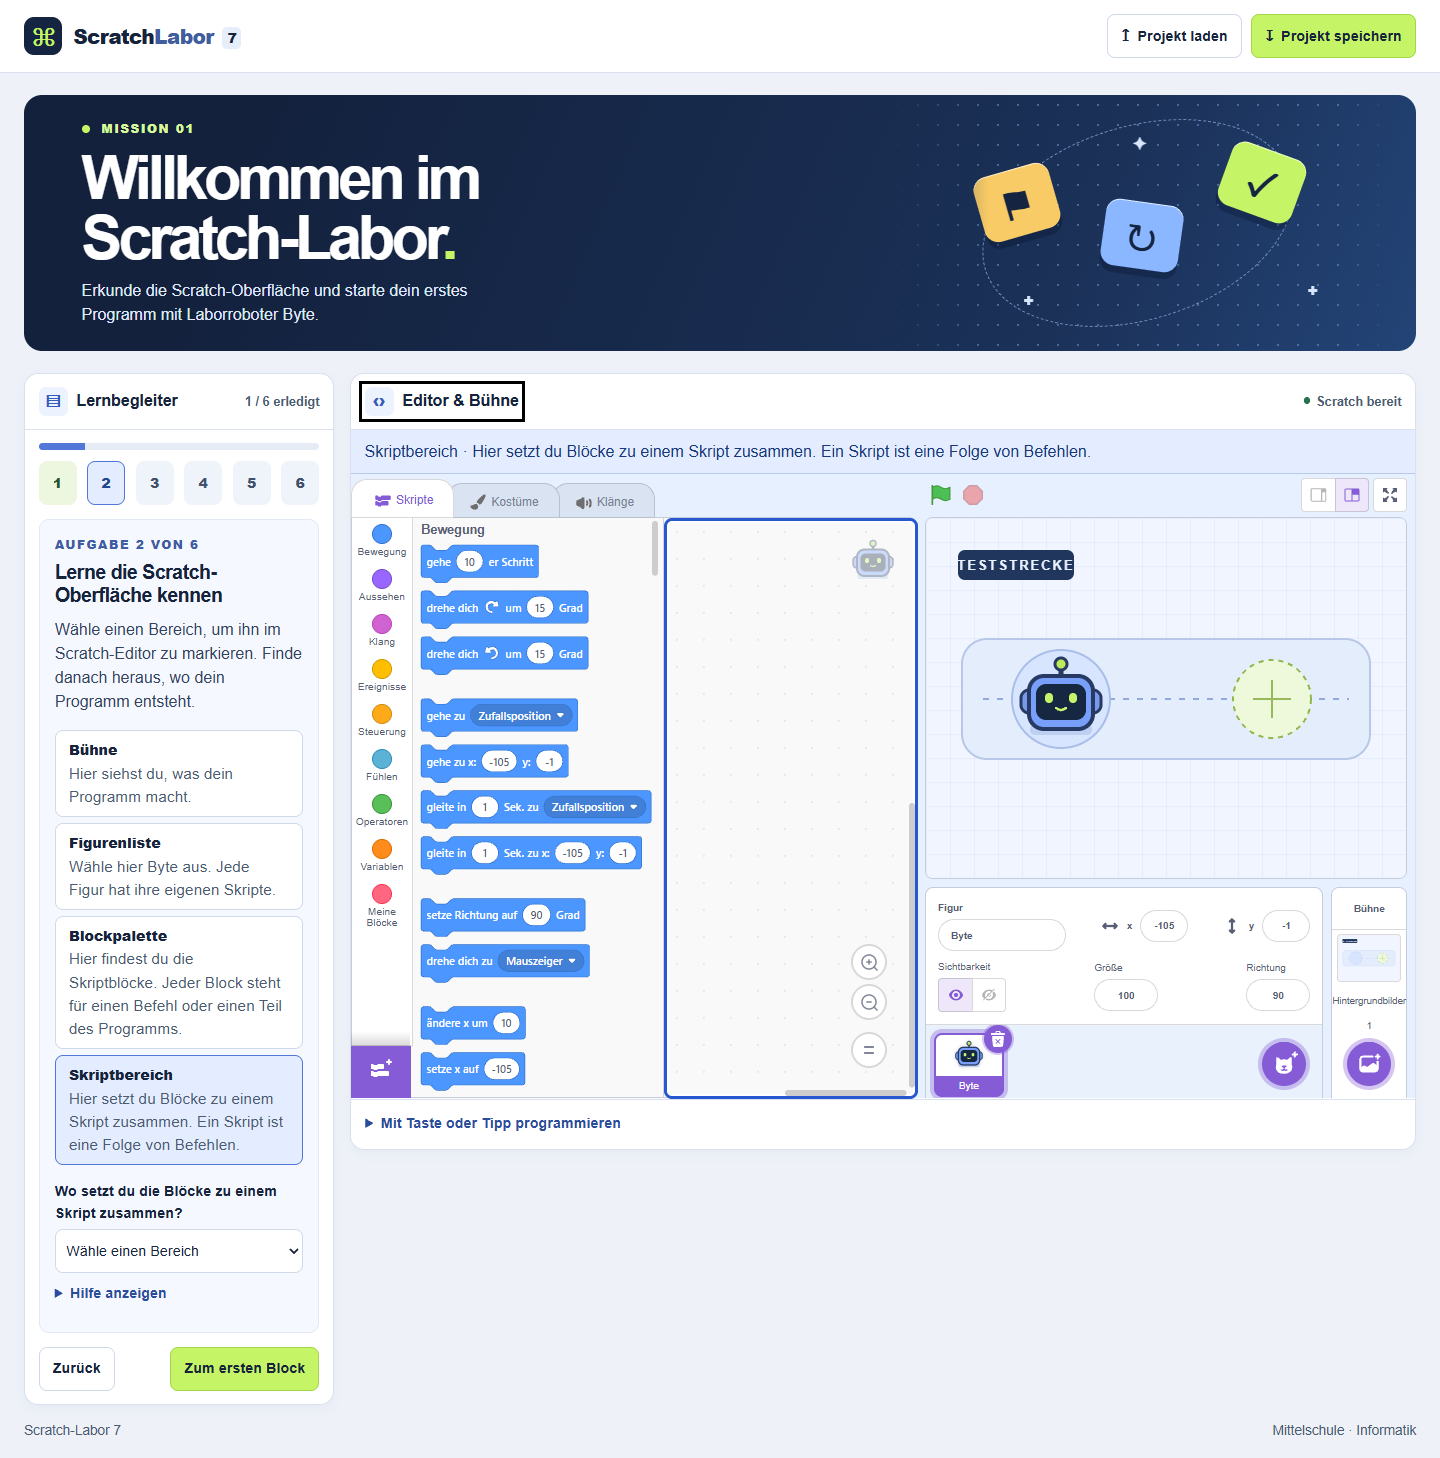 ScratchLabor 7
Projekt laden
Projekt speichern
MISSION 01
Willkommen im
Scratch-Labor.
Erkunde die Scratch-Oberfläche und starte dein erstes
Programm mit Laborroboter Byte.
Lernbegleiter
1 / 6 erledigt
1 2 3 4 5 6
AUFGABE 2 VON 6
Lerne die Scratch-
Oberfläche kennen
Wähle einen Bereich, um ihn im
Scratch-Editor zu markieren. Finde
danach heraus, wo dein
Programm entsteht.
Bühne
Hier siehst du, was dein
Programm macht.
Figurenliste
Wähle hier Byte aus. Jede
Figur hat ihre eigenen Skripte.
Blockpalette
Hier findest du die
Skriptblöcke. Jeder Block steht
für einen Befehl oder einen Teil
des Programms.
Skriptbereich
Hier setzt du Blöcke zu einem
Skript zusammen. Ein Skript ist
eine Folge von Befehlen.
Wo setzt du die Blöcke zu einem
Skript zusammen?
Wähle einen Bereich
Hilfe anzeigen
Zurück
Zum ersten Block
Editor & Bühne
Scratch bereit
Skriptbereich · Hier setzt du Blöcke zu einem Skript zusammen. Ein Skript ist eine Folge von Befehlen.
Skripte
Kostüme
Klänge
Bewegung
Aussehen
Klang
Ereignisse
Steuerung
Fühlen
Operatoren
Variablen
Meine
Blöcke
Bewegung
gehe 10 er Schritt
drehe dich um 15 Grad
drehe dich um 15 Grad
gehe zu Zufallsposition
gehe zu x: -105 y: -1
gleite in 1 Sek. zu Zufallsposition
gleite in 1 Sek. zu x: -105 y: -1
setze Richtung auf 90 Grad
drehe dich zu Mauszeiger
ändere x um 10
setze x auf -105
TESTSTRECKE
Figur
Byte
x -105
y -1
Sichtbarkeit
Größe
100
Richtung
90
Byte
Bühne
Hintergrundbilder
1
Mit Taste oder Tipp programmieren
Scratch-Labor 7
Mittelschule · Informatik